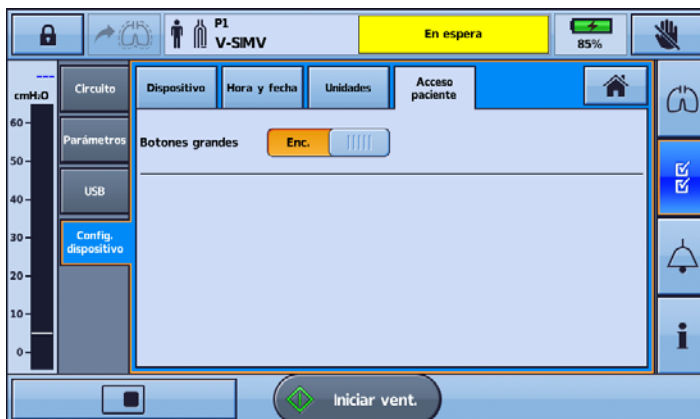 P1
V-SIMV
En espera
85%
---
cmH2O
60
50
40
30
20
10
0
Circuito
Parámetros
USB
Config.
dispositivo
Dispositivo
Hora y fecha
Unidades
Acceso
paciente
Botones grandes
Enc.
Iniciar vent.
i